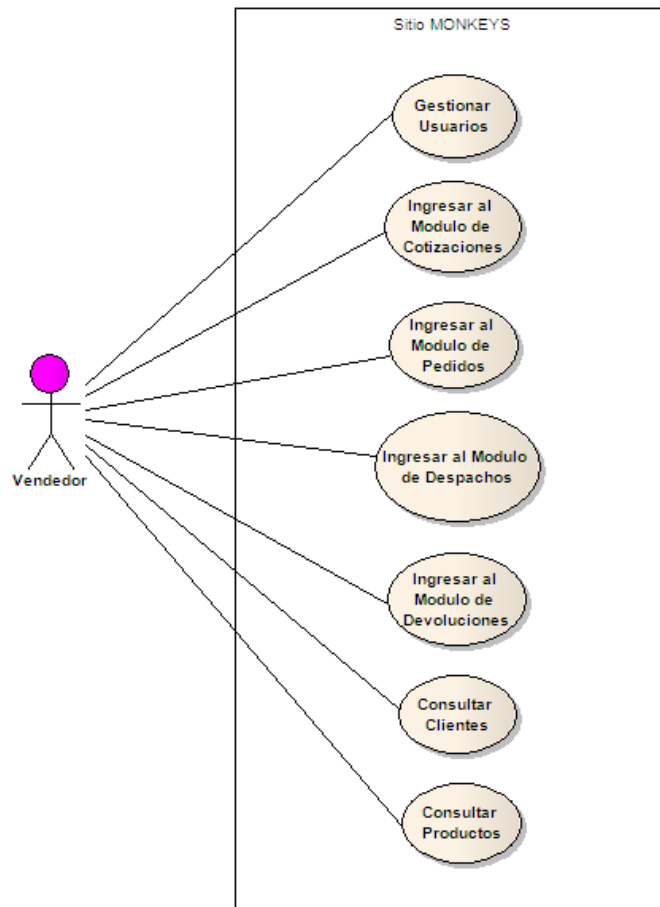 Sitio MONKEYS
Gestionar
Usuarios
Ingresar al
Modulo de
Cotizaciones
Ingresar al
Modulo de
Pedidos
Ingresar al Modulo
de Despachos
Vendedor
Ingresar al
Modulo de
Devoluciones
Consultar
Clientes
Consultar
Productos